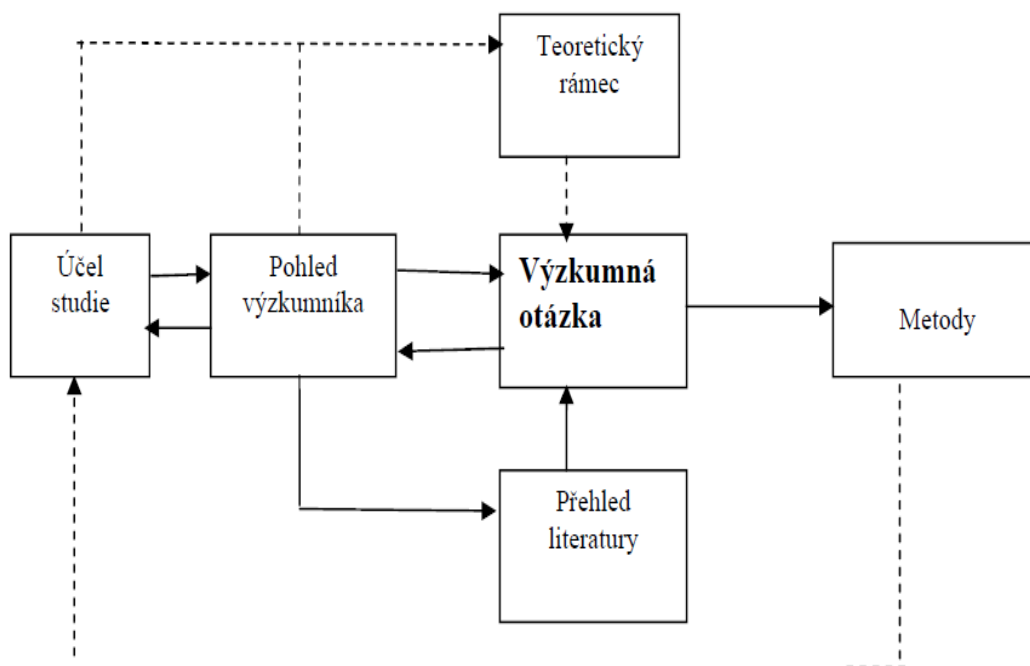 Teoretický
rámec
Účel
studie
Pohled
výzkumníka
Výzkumná
otázka
Metody
Přehled
literatury